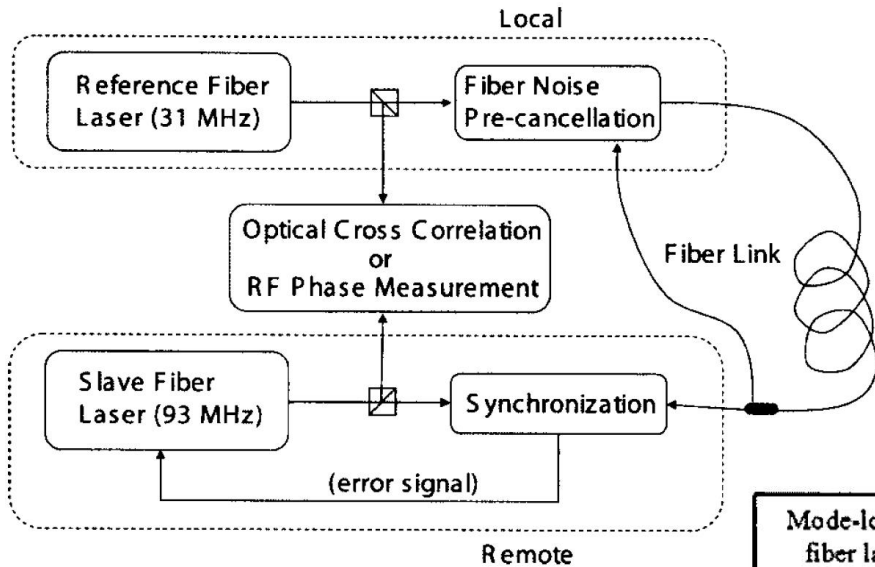 Local
Reference Fiber
Laser (31 MHz)
Fiber Noise
Pre-cancellation
Optical Cross Correlation
or
RF Phase Measurement
Fiber Link
Slave Fiber
Laser (93 MHz)
Synchronization
(error signal)
Remote
Mode-lo
fiber la